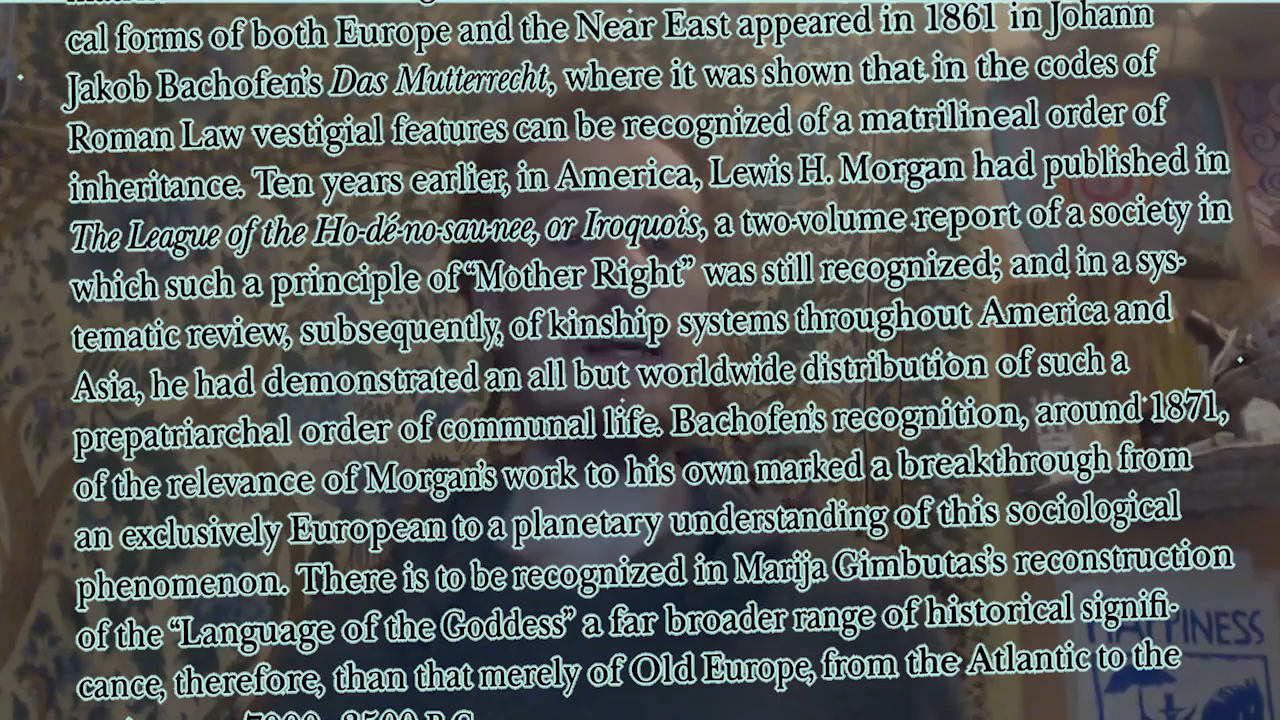 cal forms of both Europe and the Near East appeared in 1861 in Johann
Jakob Bachofen's Das Mutterrecht, where it was shown that in the codes of
Roman Law vestigial features can be recognized of a matrilineal order of
inheritance. Ten years earlier, in America, Lewis H. Morgan had published in
The League of the Ho-dé-no-sau-nee, or Iroquois, a two-volume report of a society in
which such a principle of “Mother Right” was still recognized; and in a sys-
tematic review, subsequently, of kinship systems throughout America and
Asia, he had demonstrated an all but worldwide distribution of such a
prepatriarchal order of communal life. Bachofen's recognition, around 1871,
of the relevance of Morgan's work to his own marked a breakthrough from
an exclusively European to a planetary understanding of this sociological
phenomenon. There is to be recognized in Marija Gimbutas's reconstruction
of the “Language of the Goddess” a far broader range of historical signifi-
cance, therefore, than that merely of Old Europe, from the Atlantic to the
HAPPINESS